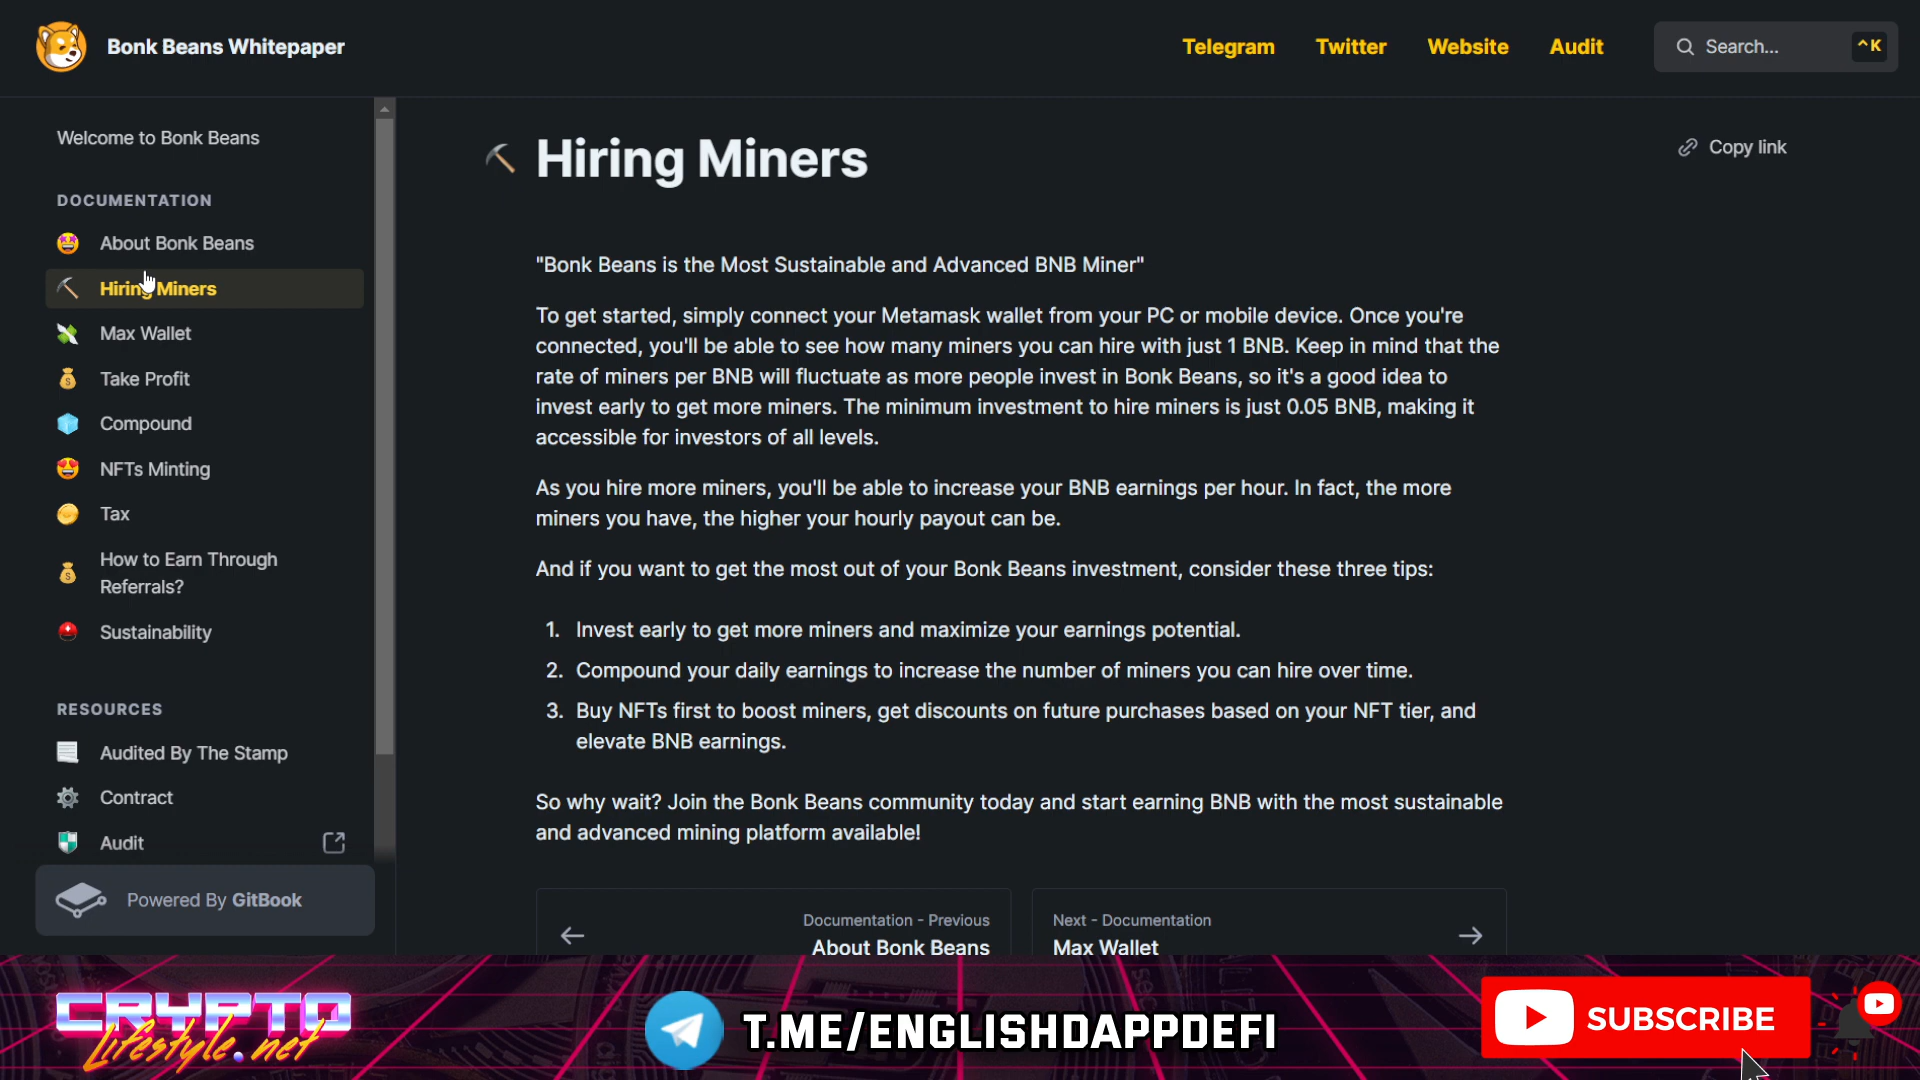 Bonk Beans Whitepaper
Telegram Twitter Website Audit
Search... ^K
Welcome to Bonk Beans
DOCUMENTATION
About Bonk Beans
Hiring Miners
Max Wallet
Take Profit
Compound
NFTs Minting
Tax
How to Earn Through
Referrals?
Sustainability
RESOURCES
Audited By The Stamp
Contract
Audit
Powered By GitBook
Hiring Miners
Copy link
"Bonk Beans is the Most Sustainable and Advanced BNB Miner"
To get started, simply connect your Metamask wallet from your PC or mobile device. Once you're
connected, you'll be able to see how many miners you can hire with just 1 BNB. Keep in mind that the
rate of miners per BNB will fluctuate as more people invest in Bonk Beans, so it's a good idea to
invest early to get more miners. The minimum investment to hire miners is just 0.05 BNB, making it
accessible for investors of all levels.
As you hire more miners, you'll be able to increase your BNB earnings per hour. In fact, the more
miners you have, the higher your hourly payout can be.
And if you want to get the most out of your Bonk Beans investment, consider these three tips:
1. Invest early to get more miners and maximize your earnings potential.
2. Compound your daily earnings to increase the number of miners you can hire over time.
3. Buy NFTs first to boost miners, get discounts on future purchases based on your NFT tier, and
elevate BNB earnings.
So why wait? Join the Bonk Beans community today and start earning BNB with the most sustainable
and advanced mining platform available!
Documentation - Previous
About Bonk Beans
Next - Documentation
Max Wallet
CRYPTO
Lifestyle.net
T.ME/ENGLISHDAPPDEFI
SUBSCRIBE